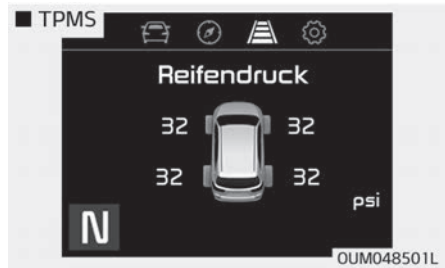 ■ TPMS
Reifendruck
32 32
32 32
psi
N
OUM048501L